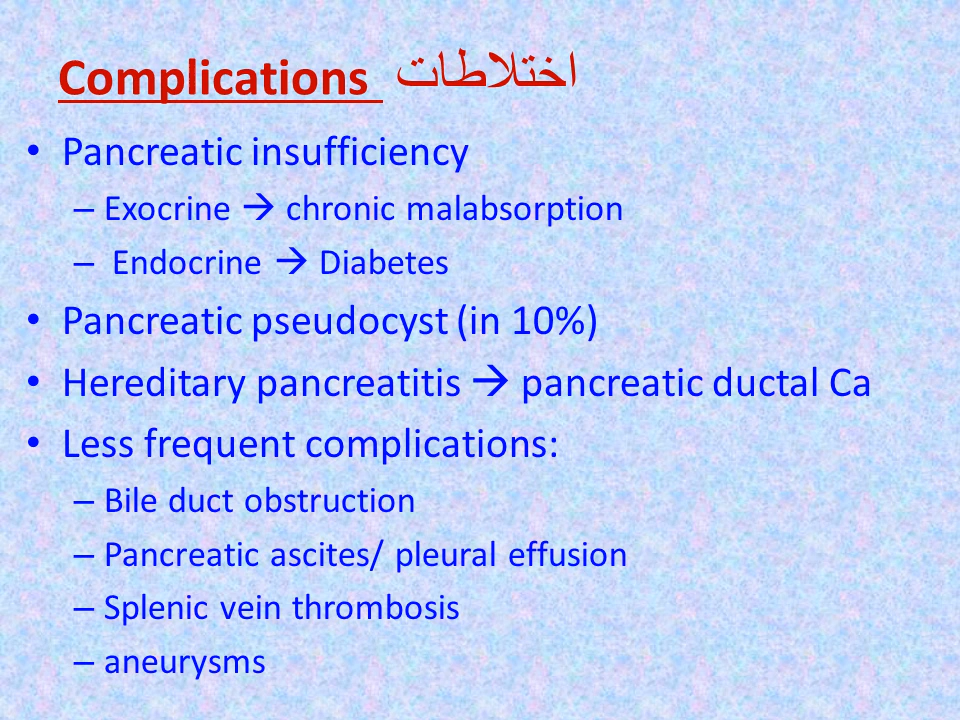 Complications اختلاطات
• Pancreatic insufficiency
– Exocrine → chronic malabsorption
– Endocrine → Diabetes
• Pancreatic pseudocyst (in 10%)
• Hereditary pancreatitis → pancreatic ductal Ca
• Less frequent complications:
– Bile duct obstruction
– Pancreatic ascites/ pleural effusion
– Splenic vein thrombosis
– aneurysms